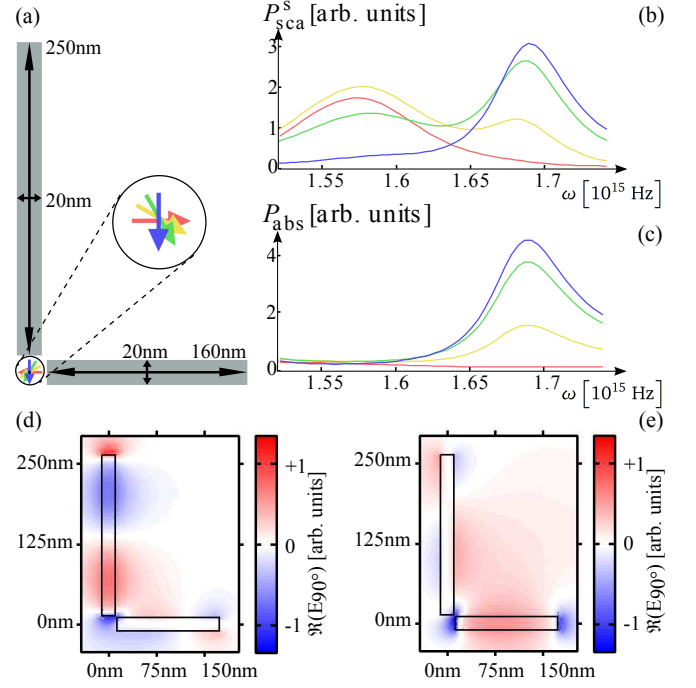 (a)
250nm
20nm
20nm
160nm
P^s_sca [arb. units]
(b)
3
2
1
0
1.55
1.6
1.65
1.7
ω [10^15 Hz]
P_abs [arb. units]
(c)
4
2
0
1.55
1.6
1.65
1.7
ω [10^15 Hz]
(d)
250nm
125nm
0nm
0nm
75nm
150nm
+1
0
-1
ℜ(E90°) [arb. units]
(e)
250nm
125nm
0nm
0nm
75nm
150nm
+1
0
-1
ℜ(E90°) [arb. units]